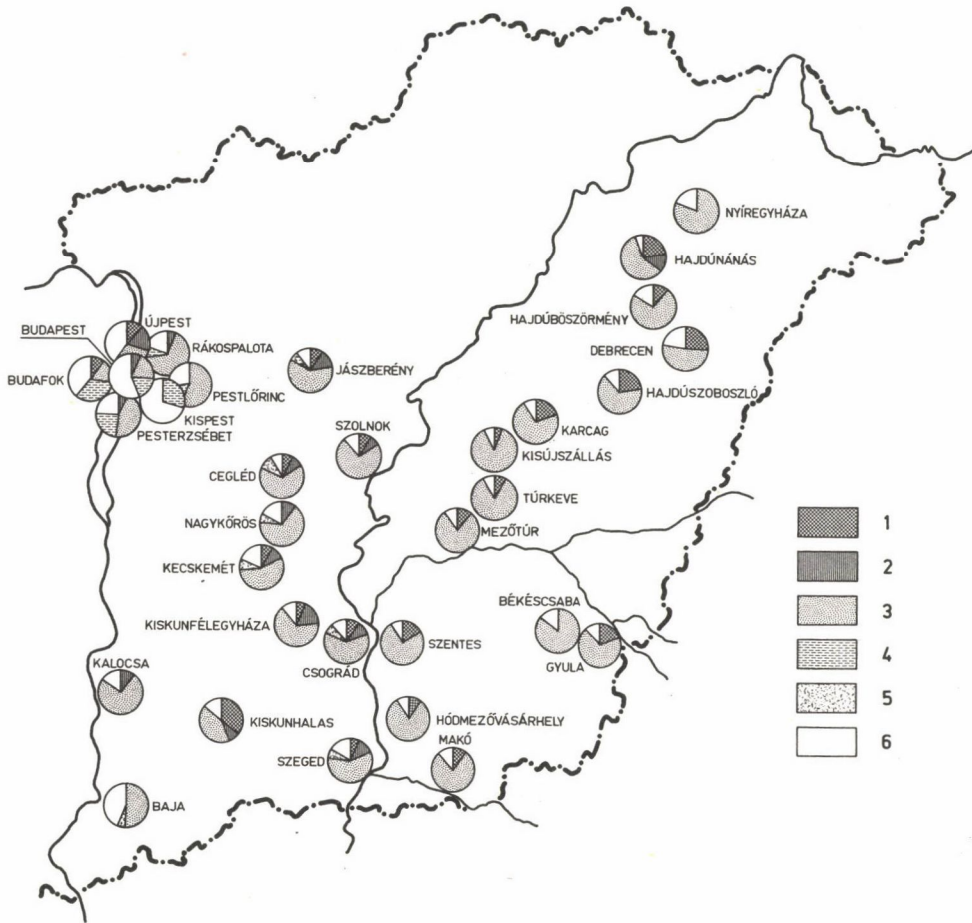 NYÍREGYHÁZA
HAJDÚNÁNÁS
HAJDÚBÖSZÖRMÉNY
ÚJPEST
BUDAPEST
RÁKOSPALOTA
DEBRECEN
JÁSZBERÉNY
BUDAFOK
PESTLŐRINC
HAJDÚSZOBOSZLÓ
KISPEST
PESTERZSÉBET
SZOLNOK
KARCAG
KISÚJSZÁLLÁS
CEGLÉD
TÚRKEVE
NAGYKŐRÖS
MEZŐTÚR
KECSKEMÉT
BÉKÉSCSABA
KISKUNFÉLEGYHÁZA
SZENTES
GYULA
CSOGRÁD
KALOCSA
KISKUNHALAS
HÓDMEZŐVÁSÁRHELY
SZEGED
MAKÓ
BAJA
1
2
3
4
5
6